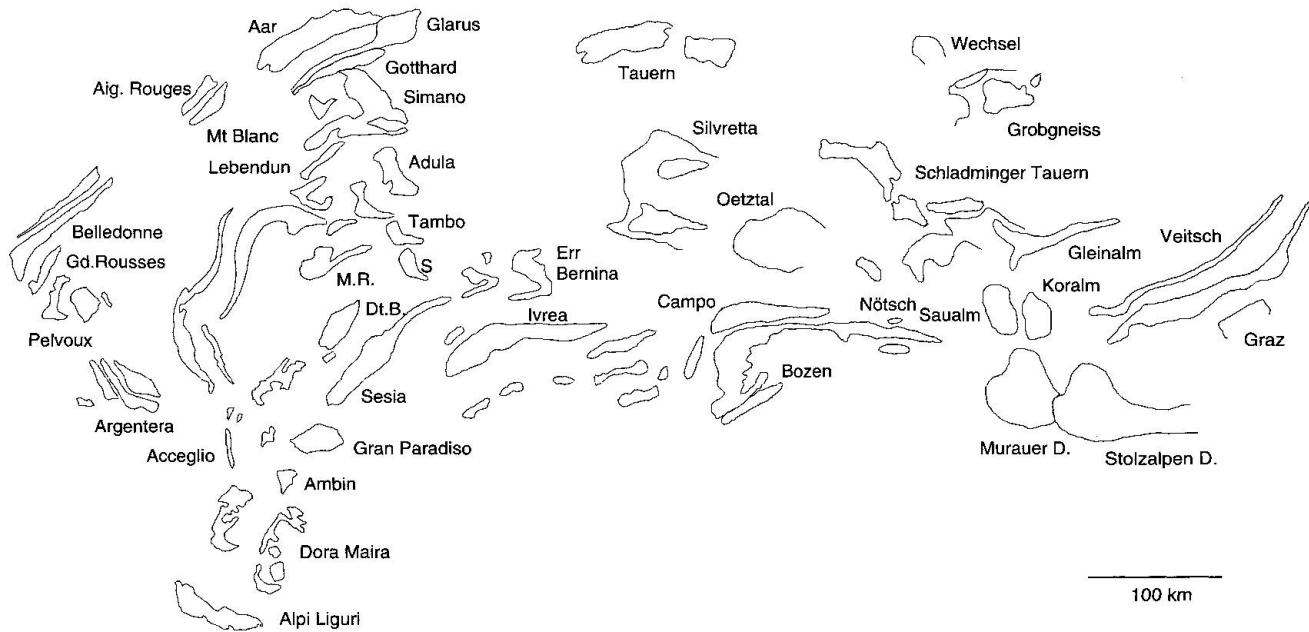 Aar
Glarus
Gotthard
Simano
Aig. Rouges
Mt Blanc
Lebendun
Adula
Tambo
Belledonne
Gd.Rousses
Pelvoux
M.R.
S
Dt.B.
Err
Bernina
Ivrea
Sesia
Argentera
Acceglio
Gran Paradiso
Ambin
Dora Maira
Alpi Liguri
Tauern
Wechsel
Grobgneiss
Silvretta
Oetztal
Schladminger Tauern
Campo
Nötsch
Saualm
Koralm
Gleinalm
Veitsch
Graz
Bozen
Murauer D.
Stolzalpen D.
100 km